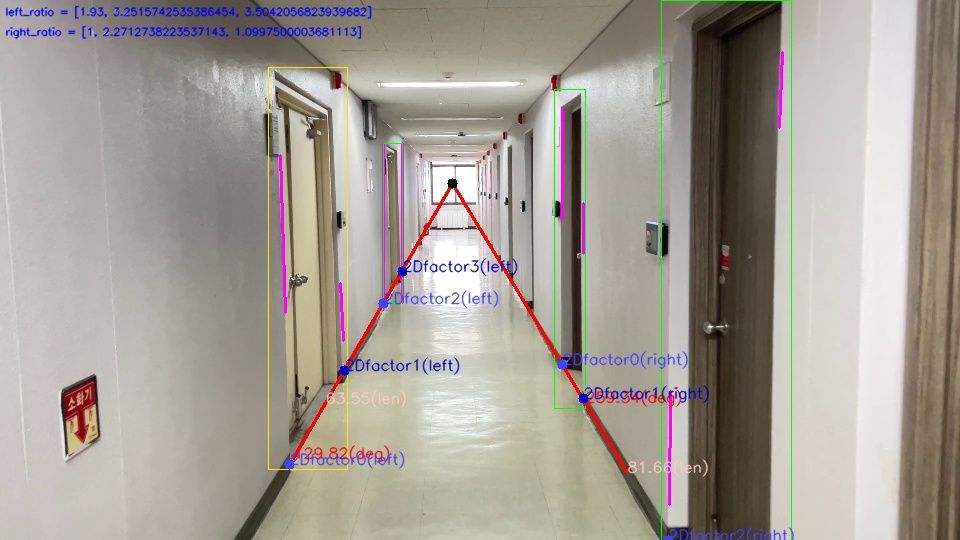 left_ratio = [1.93, 3.2515742535386454, 3.5042056823939682]
right_ratio = [1, 2.2712738223537143, 1.0997500003681113]
2Dfactor3(left)
2Dfactor2(left)
2Dfactor0(right)
2Dfactor1(left)
2Dfactor1(right)
63.55(len)
29.82(deg)
2Dfactor0(left)
81.66(len)
2Dfactor2(right)
소화기